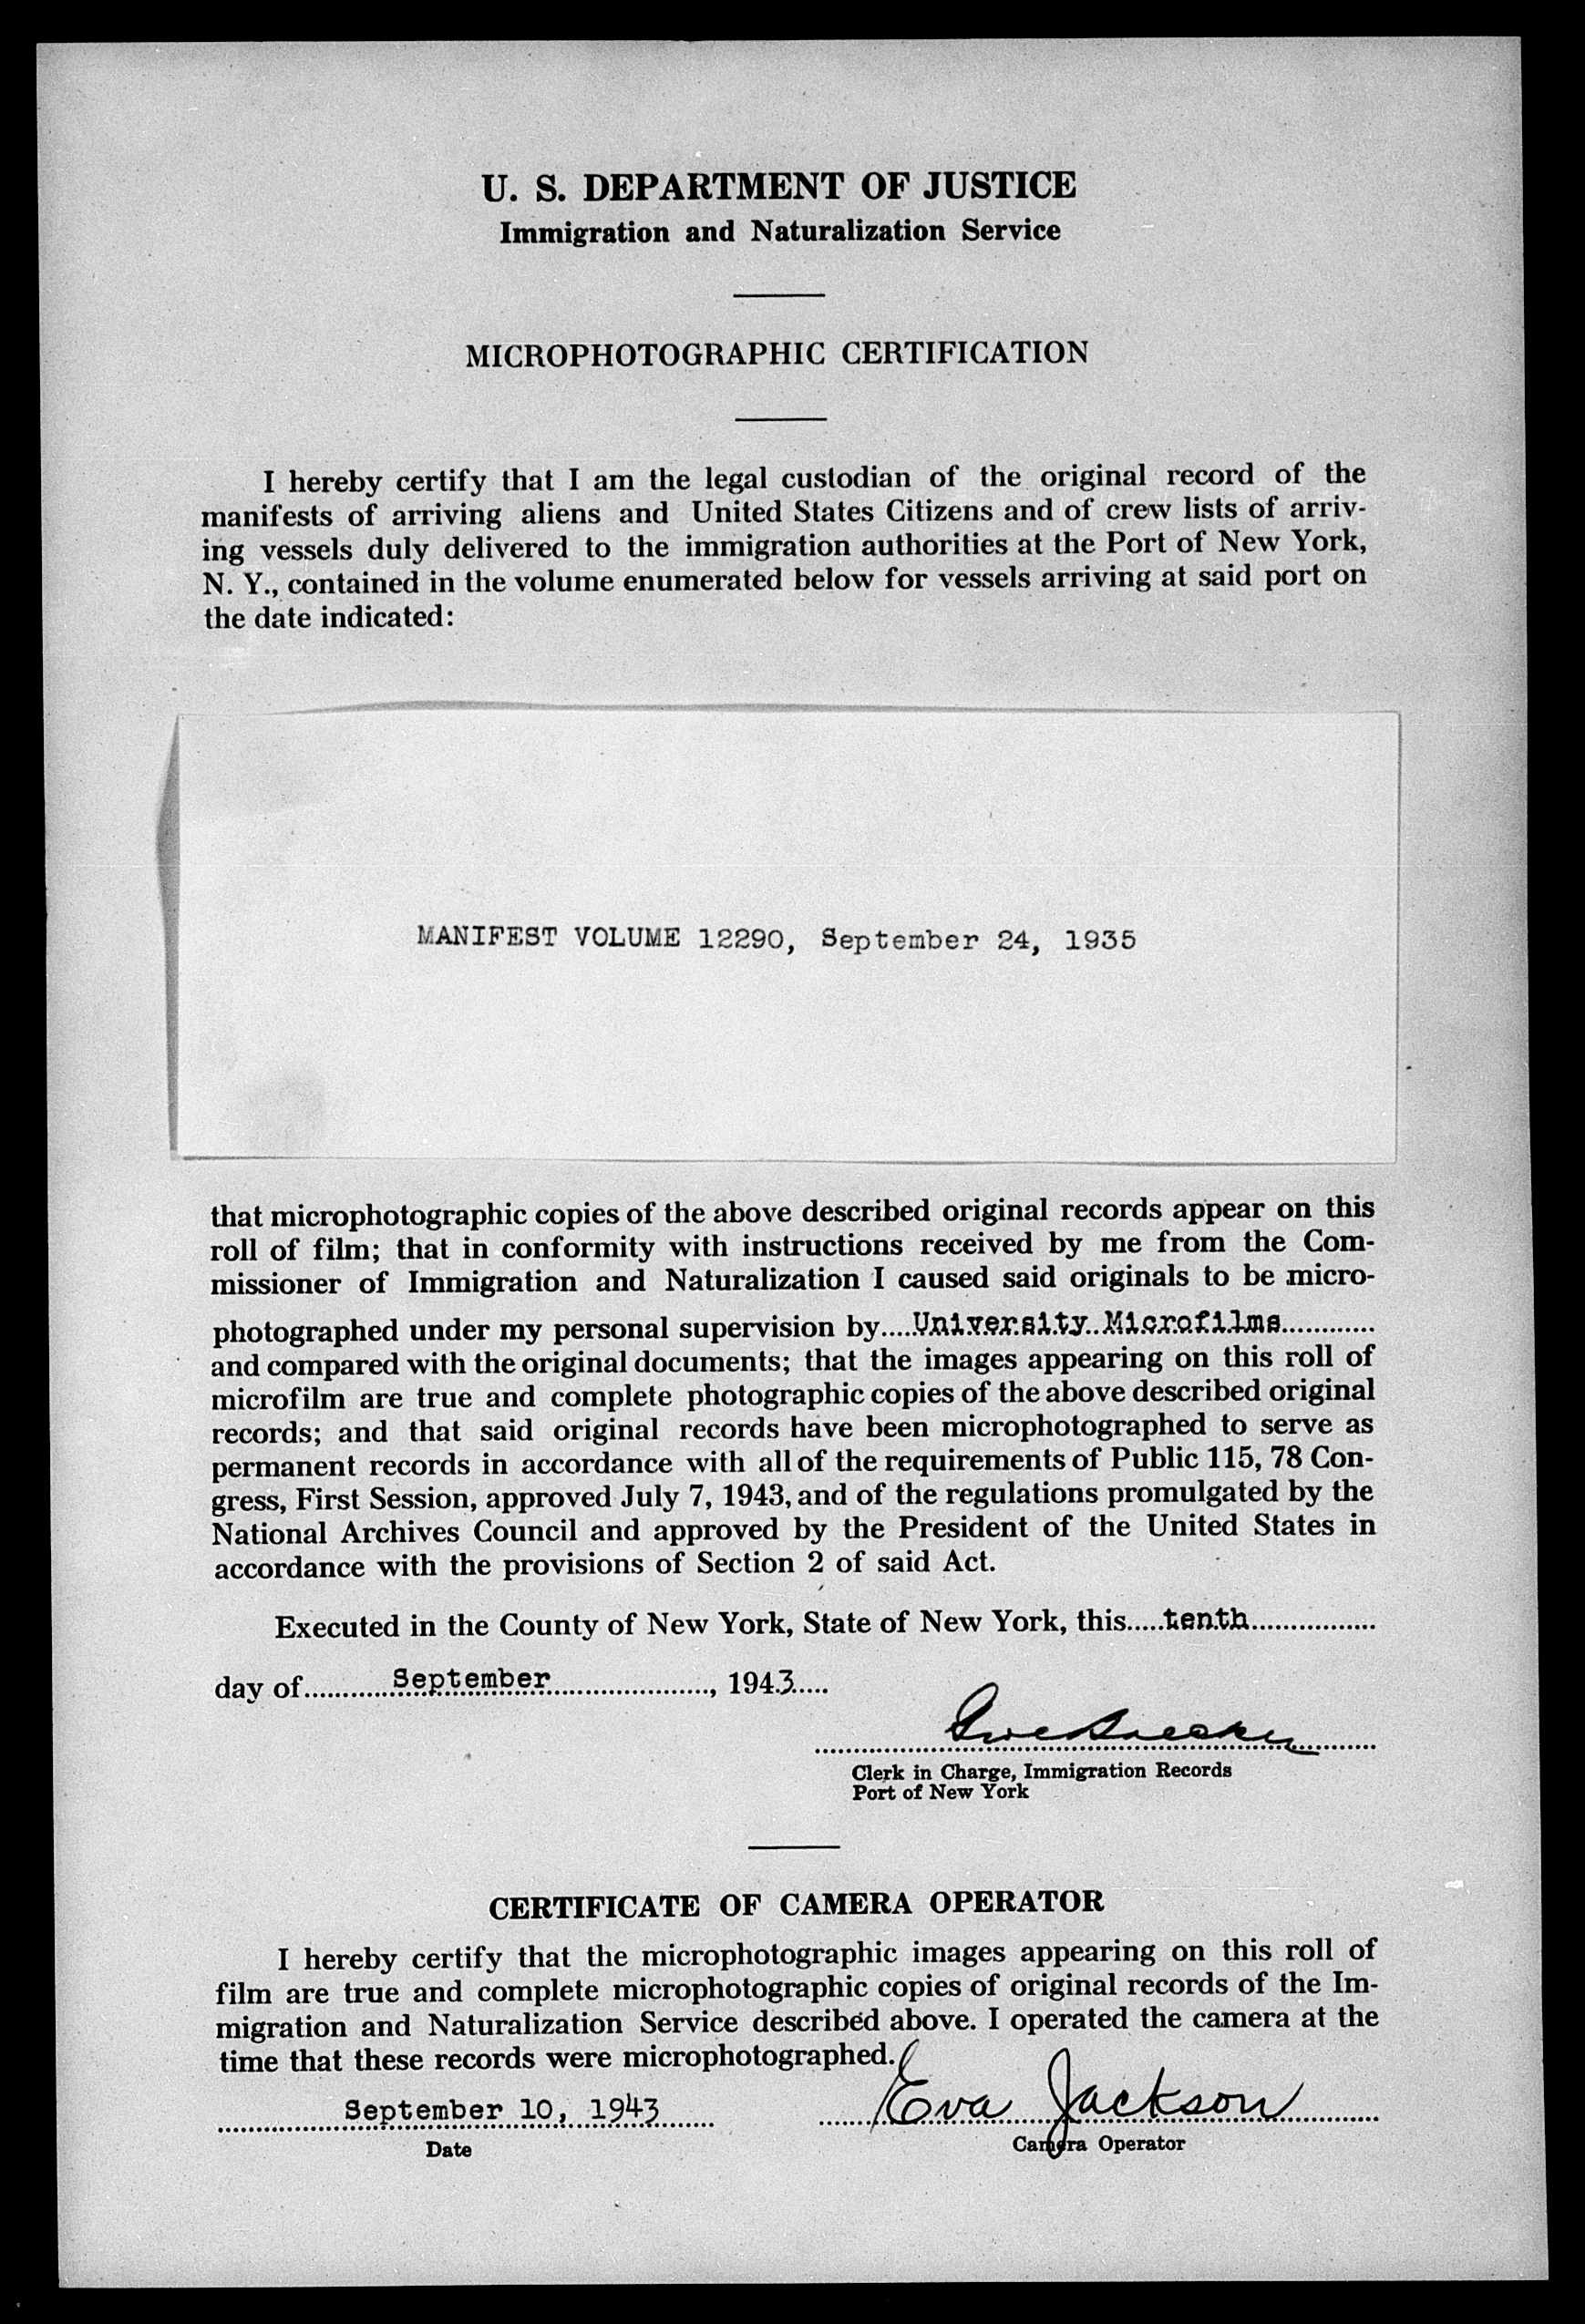 U. S. DEPARTMENT OF JUSTICE
Immigration and Naturalization Service
MICROPHOTOGRAPHIC CERTIFICATION
I hereby certify that I am the legal custodian of the original record of the
manifests of arriving aliens and United States Citizens and of crew lists of arriv-
ing vessels duly delivered to the immigration authorities at the Port of New York,
N. Y., contained in the volume enumerated below for vessels arriving at said port on
the date indicated:
MANIFEST VOLUME 12290, September 24, 1935
that microphotographic copies of the above described original records appear on this
roll of film; that in conformity with instructions received by me from the Com-
missioner of Immigration and Naturalization I caused said originals to be micro-
photographed under my personal supervision by....University Microfilms............
and compared with the original documents; that the images appearing on this roll of
microfilm are true and complete photographic copies of the above described original
records; and that said original records have been microphotographed to serve as
permanent records in accordance with all of the requirements of Public 115, 78 Con-
gress, First Session, approved July 7, 1943, and of the regulations promulgated by the
National Archives Council and approved by the President of the United States in
accordance with the provisions of Section 2 of said Act.
Executed in the County of New York, State of New York, this.....tenth................
day of............September....................., 1943.....
Clerk in Charge, Immigration Records
Port of New York
CERTIFICATE OF CAMERA OPERATOR
I hereby certify that the microphotographic images appearing on this roll of
film are true and complete microphotographic copies of original records of the Im-
migration and Naturalization Service described above. I operated the camera at the
time that these records were microphotographed.
September 10, 1943 Eva Jackson
Date Camera Operator